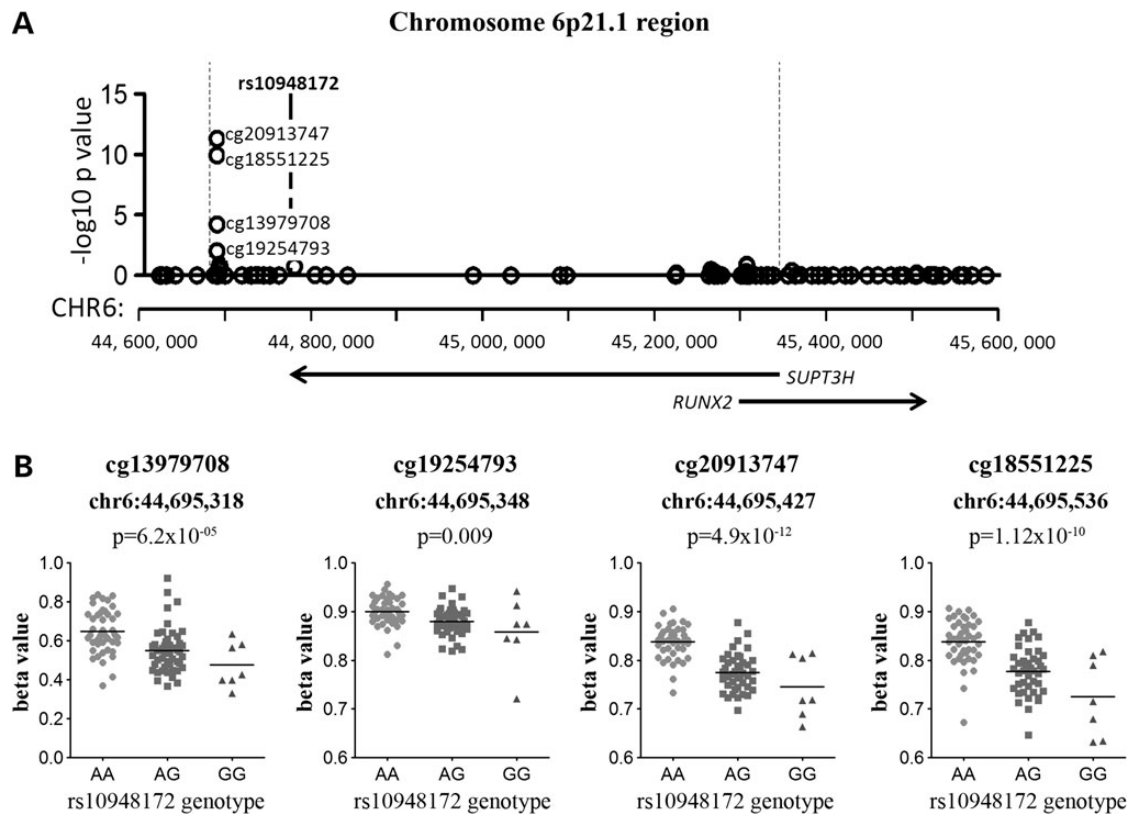 A
Chromosome 6p21.1 region
rs10948172
15
10
5
0
-log10 p value
cg20913747
cg18551225
cg13979708
cg19254793
CHR6:
44, 600, 000 44, 800, 000 45, 000, 000 45, 200, 000 45, 400, 000 45, 600, 000
SUPT3H
RUNX2
B
cg13979708
chr6:44,695,318
p=6.2x10⁻⁰⁵
1.0
0.8
0.6
0.4
0.2
0.0
beta value
AA AG GG
rs10948172 genotype
cg19254793
chr6:44,695,348
p=0.009
1.0
0.9
0.8
0.7
0.6
beta value
AA AG GG
rs10948172 genotype
cg20913747
chr6:44,695,427
p=4.9x10⁻¹²
1.0
0.9
0.8
0.7
0.6
beta value
AA AG GG
rs10948172 genotype
cg18551225
chr6:44,695,536
p=1.12x10⁻¹⁰
1.0
0.9
0.8
0.7
0.6
beta value
AA AG GG
rs10948172 genotype